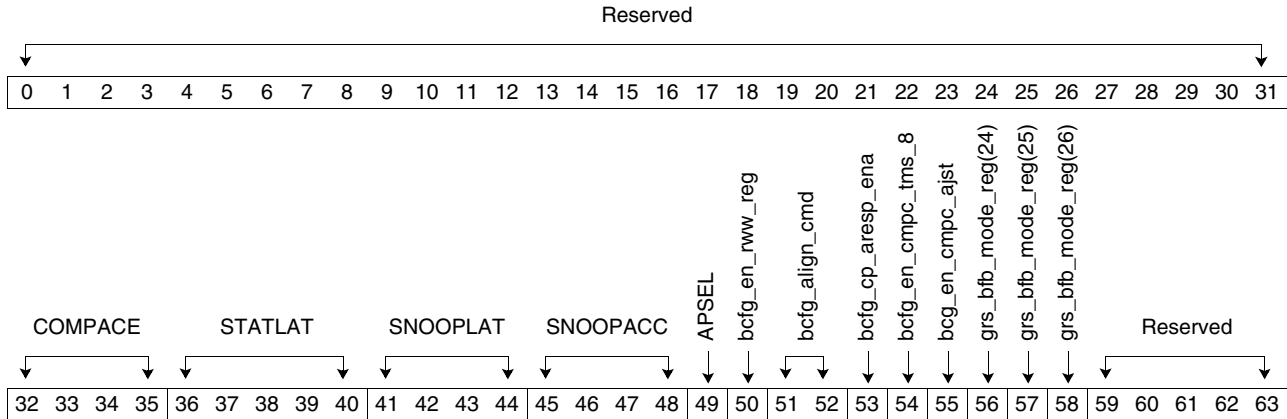 Reserved
0 1 2 3 4 5 6 7 8 9 10 11 12 13 14 15 16 17 18 19 20 21 22 23 24 25 26 27 28 29 30 31
COMPACE
STATLAT
SNOOPLAT
SNOOPACC
APSEL
bcfg_en_rww_reg
bcfg_align_cmd
bcfg_cp_aresp_ena
bcfg_en_cmpc_tms_8
bcg_en_cmpc_ajst
grs_bfb_mode_reg(24)
grs_bfb_mode_reg(25)
grs_bfb_mode_reg(26)
Reserved
32 33 34 35 36 37 38 39 40 41 42 43 44 45 46 47 48 49 50 51 52 53 54 55 56 57 58 59 60 61 62 63